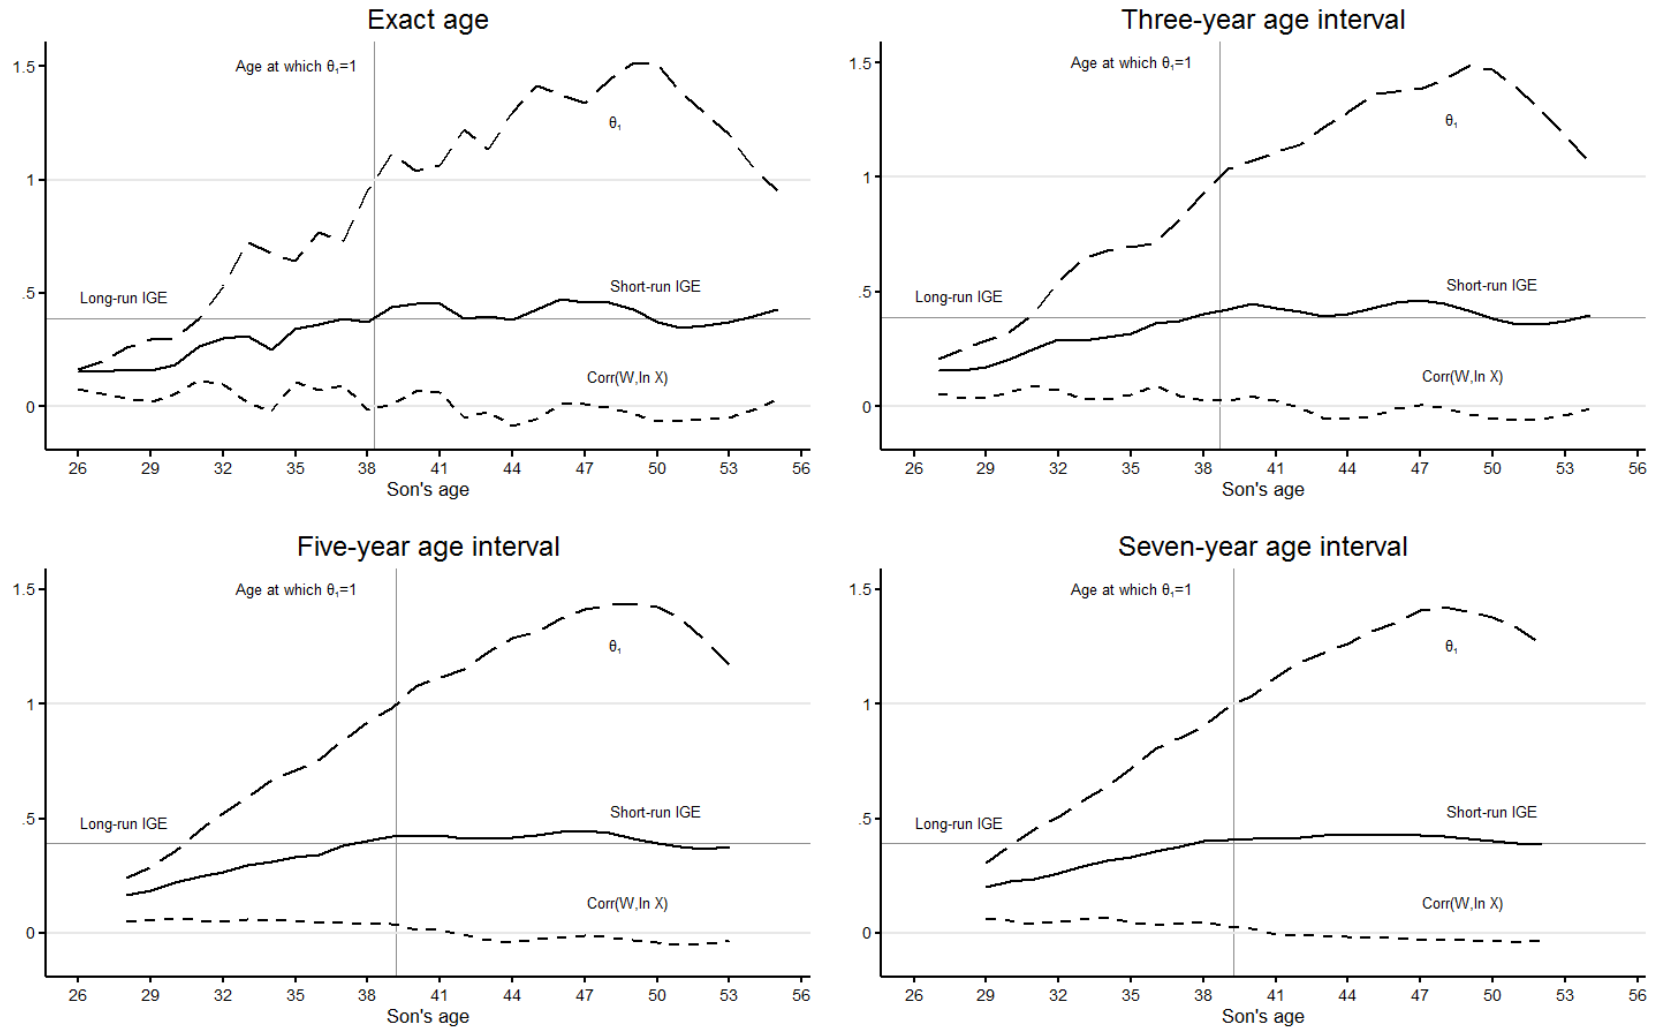 Exact age
1.5
Age at which θ₁=1
θ₁
1
Short-run IGE
Long-run IGE
.5
Corr(W,ln X)
0
26 29 32 35 38 41 44 47 50 53 56
Son's age
Three-year age interval
1.5
Age at which θ₁=1
θ₁
1
Short-run IGE
Long-run IGE
.5
Corr(W,ln X)
0
26 29 32 35 38 41 44 47 50 53 56
Son's age
Five-year age interval
1.5
Age at which θ₁=1
θ₁
1
Short-run IGE
Long-run IGE
.5
Corr(W,ln X)
0
26 29 32 35 38 41 44 47 50 53 56
Son's age
Seven-year age interval
1.5
Age at which θ₁=1
θ₁
1
Short-run IGE
Long-run IGE
.5
Corr(W,ln X)
0
26 29 32 35 38 41 44 47 50 53 56
Son's age